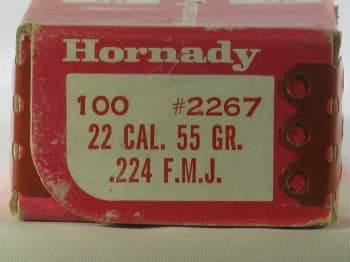 Hornady
100 #2267
22 CAL. 55 GR.
.224 F.M.J.